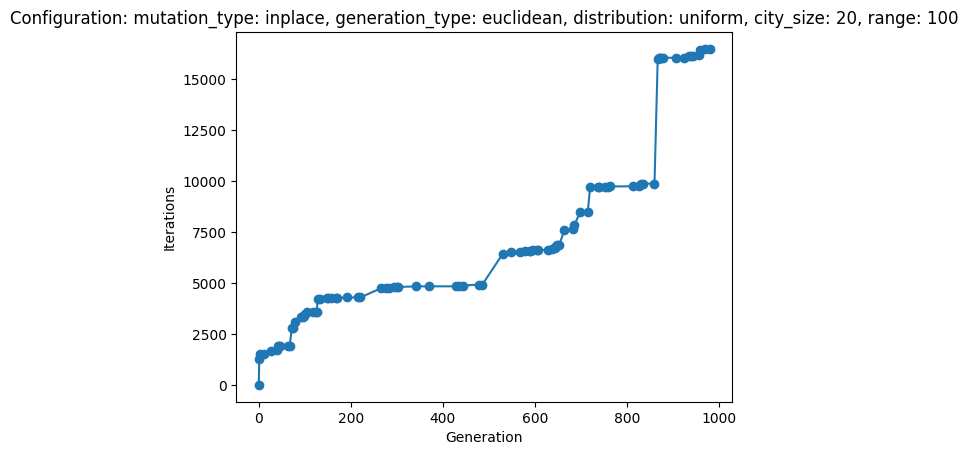 Configuration: mutation_type: inplace, generation_type: euclidean, distribution: uniform, city_size: 20, range: 100
Iterations
15000
12500
10000
7500
5000
2500
0
0 200 400 600 800 1000
Generation